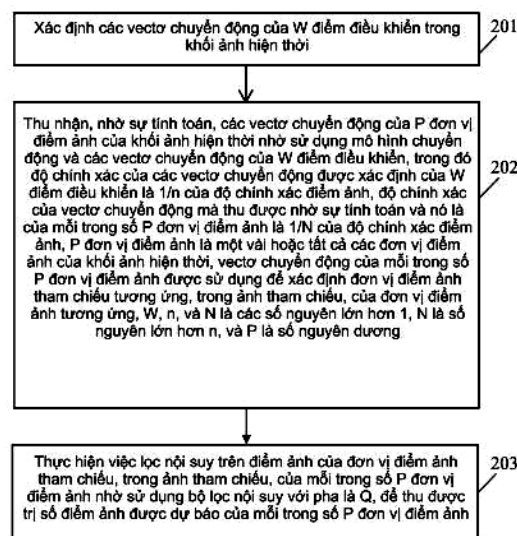 Xác định các vectơ chuyển động của W điểm điều khiển trong
khối ảnh hiện thời
201
Thu nhận, nhờ sự tính toán, các vectơ chuyển động của P đơn vị
điểm ảnh của khối ảnh hiện thời nhờ sử dụng mô hình chuyển
động và các vectơ chuyển động của W điểm điều khiển, trong đó
độ chính xác của các vectơ chuyển động được xác định của W
điểm điều khiển là 1/n của độ chính xác điểm ảnh, độ chính xác
của vectơ chuyển động mà thu được nhờ sự tính toán và nó là
của mỗi trong số P đơn vị điểm ảnh là 1/N của độ chính xác điểm
ảnh, P đơn vị điểm ảnh là một vài hoặc tất cả các đơn vị điểm
ảnh của khối ảnh hiện thời, vectơ chuyển động của mỗi trong số
P đơn vị điểm ảnh được sử dụng để xác định đơn vị điểm ảnh
tham chiếu tương ứng, trong ảnh tham chiếu, của đơn vị điểm
ảnh tương ứng, W, n, và N là các số nguyên lớn hơn 1, N là số
nguyên lớn hơn n, và P là số nguyên dương
202
Thực hiện việc lọc nội suy trên điểm ảnh của đơn vị điểm ảnh
tham chiếu, trong ảnh tham chiếu, của mỗi trong số P đơn vị
điểm ảnh nhờ sử dụng bộ lọc nội suy với pha là Q, để thu được
trị số điểm ảnh được dự báo của mỗi trong số P đơn vị điểm ảnh
203